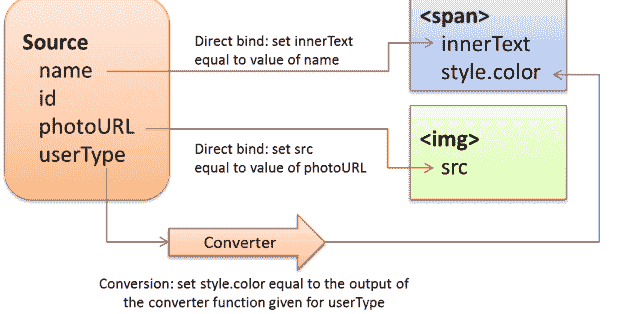 Source
name
id
photoURL
userType
Direct bind: set innerText
equal to value of name
Direct bind: set src
equal to value of photoURL
<span>
innerText
style.color
<img>
src
Converter
Conversion: set style.color equal to the output of
the converter function given for userType